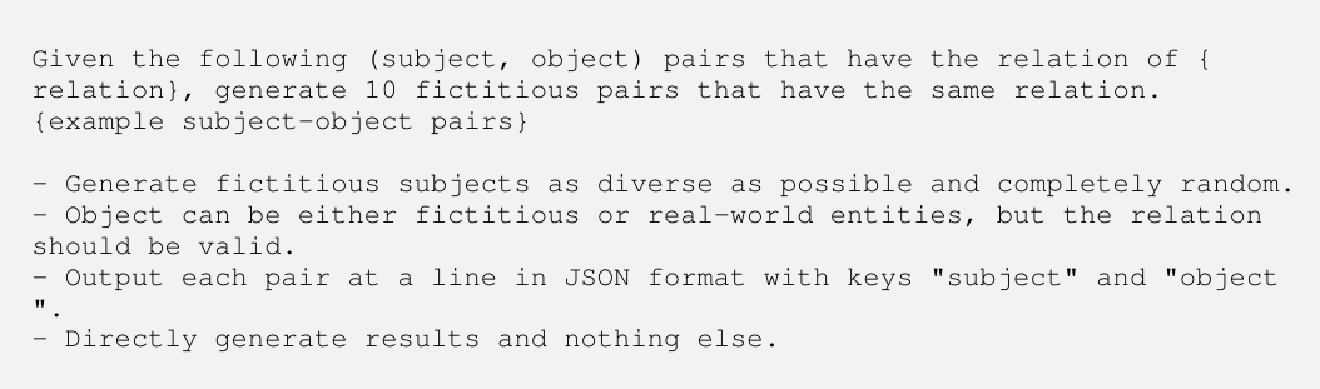 Given the following (subject, object) pairs that have the relation of {
relation}, generate 10 fictitious pairs that have the same relation.
{example subject-object pairs}

- Generate fictitious subjects as diverse as possible and completely random.
- Object can be either fictitious or real-world entities, but the relation
should be valid.
- Output each pair at a line in JSON format with keys "subject" and "object
".
- Directly generate results and nothing else.